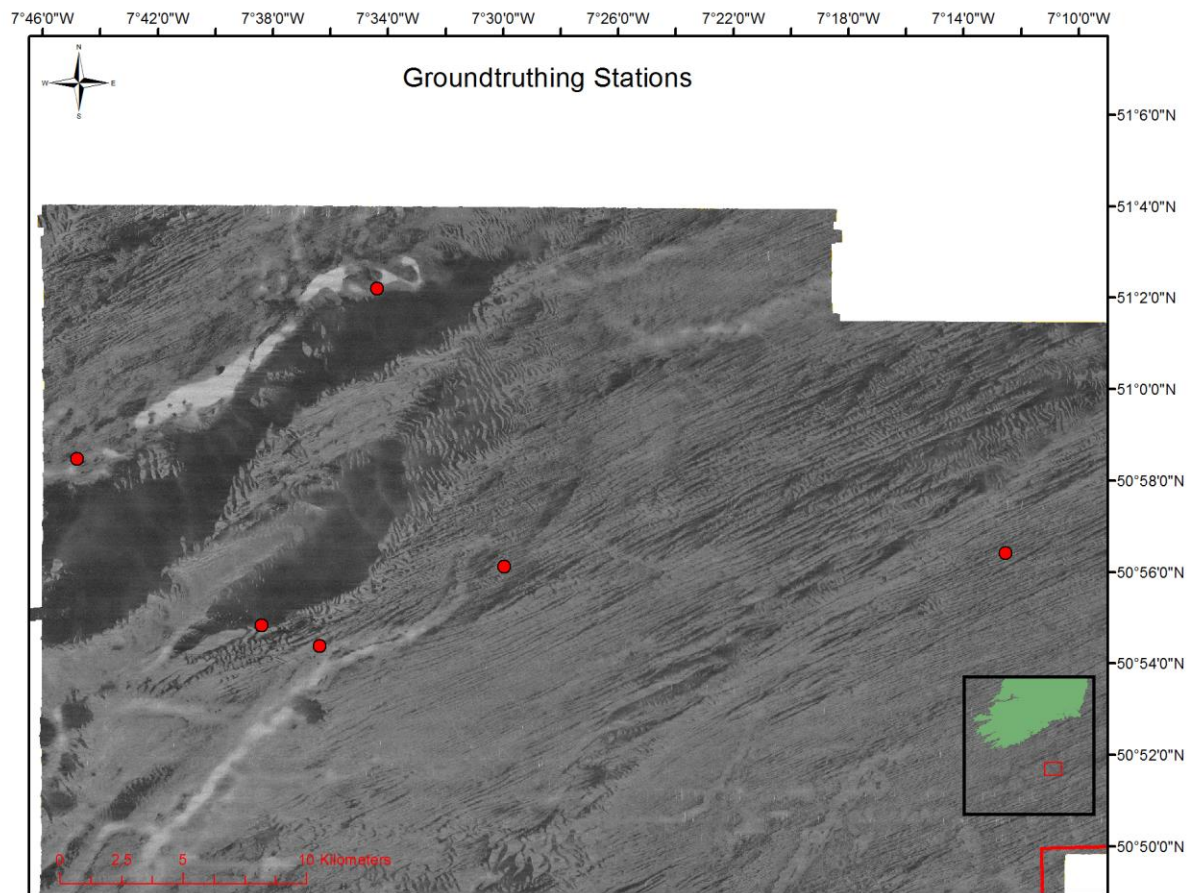 7°46'0"W 7°42'0"W 7°38'0"W 7°34'0"W 7°30'0"W 7°26'0"W 7°22'0"W 7°18'0"W 7°14'0"W 7°10'0"W
N
W E
S
Groundtruthing Stations
51°6'0"N
51°4'0"N
51°2'0"N
51°0'0"N
50°58'0"N
50°56'0"N
50°54'0"N
50°52'0"N
50°50'0"N
0 2.5 5 10 Kilometers